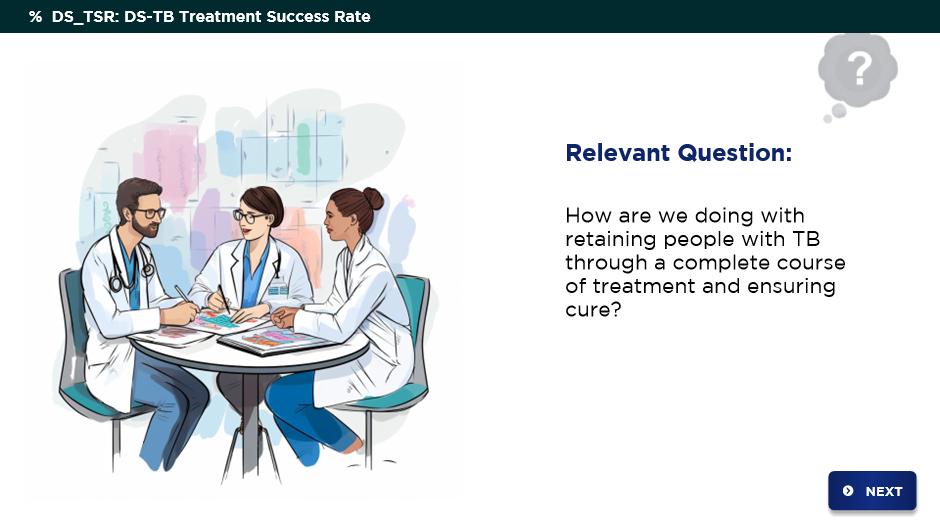 % DS_TSR: DS-TB Treatment Success Rate
?
Relevant Question:
How are we doing with
retaining people with TB
through a complete course
of treatment and ensuring
cure?
NEXT